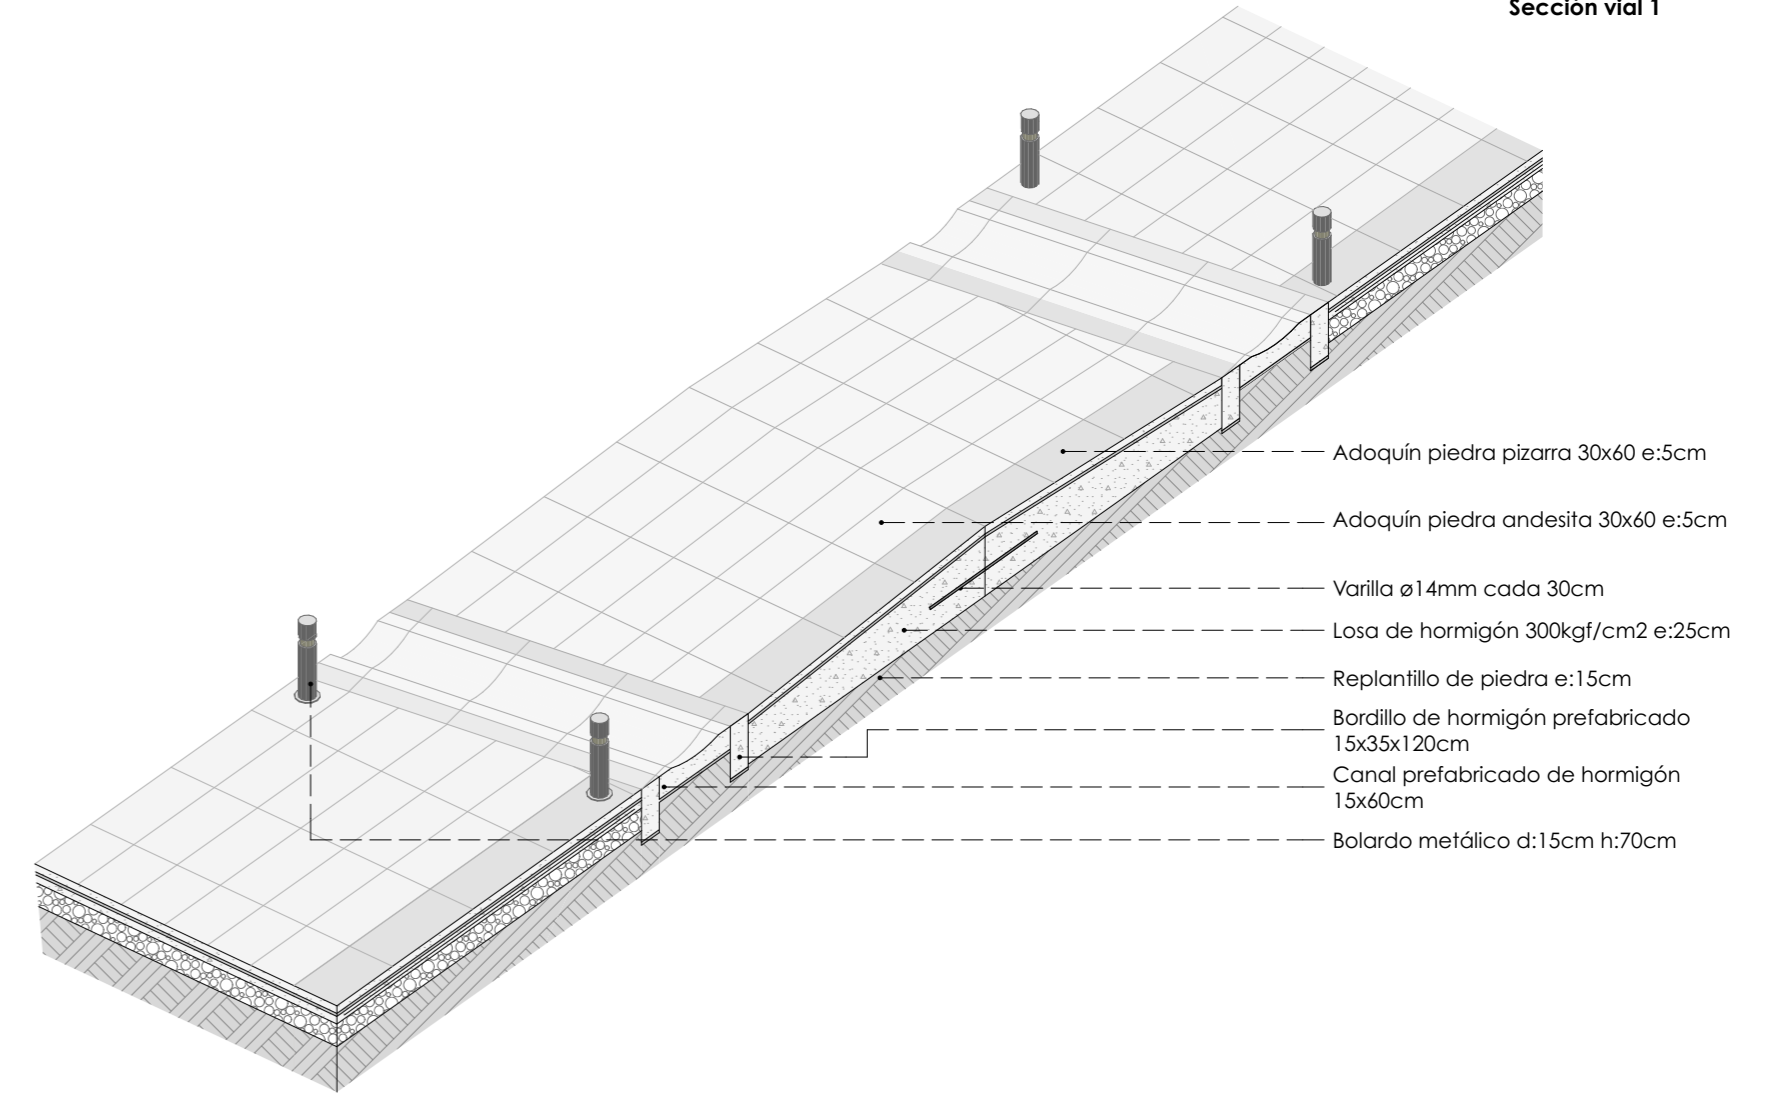 Sección vial 1
Adoquín piedra pizarra 30x60 e:5cm
Adoquín piedra andesita 30x60 e:5cm
Varilla ø14mm cada 30cm
Losa de hormigón 300kgf/cm2 e:25cm
Replantillo de piedra e:15cm
Bordillo de hormigón prefabricado
15x35x120cm
Canal prefabricado de hormigón
15x60cm
Bolardo metálico d:15cm h:70cm